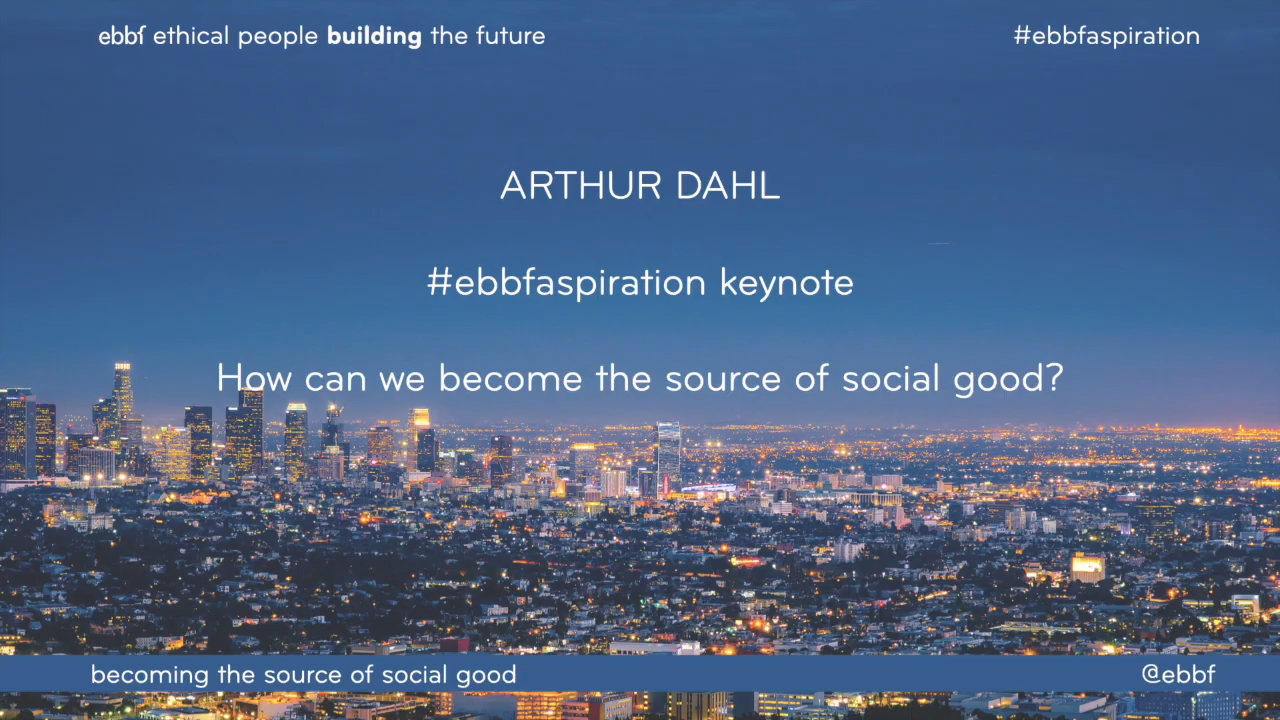 ebbf ethical people building the future
#ebbfaspiration
ARTHUR DAHL
#ebbfaspiration keynote
How can we become the source of social good?
becoming the source of social good
@ebbf